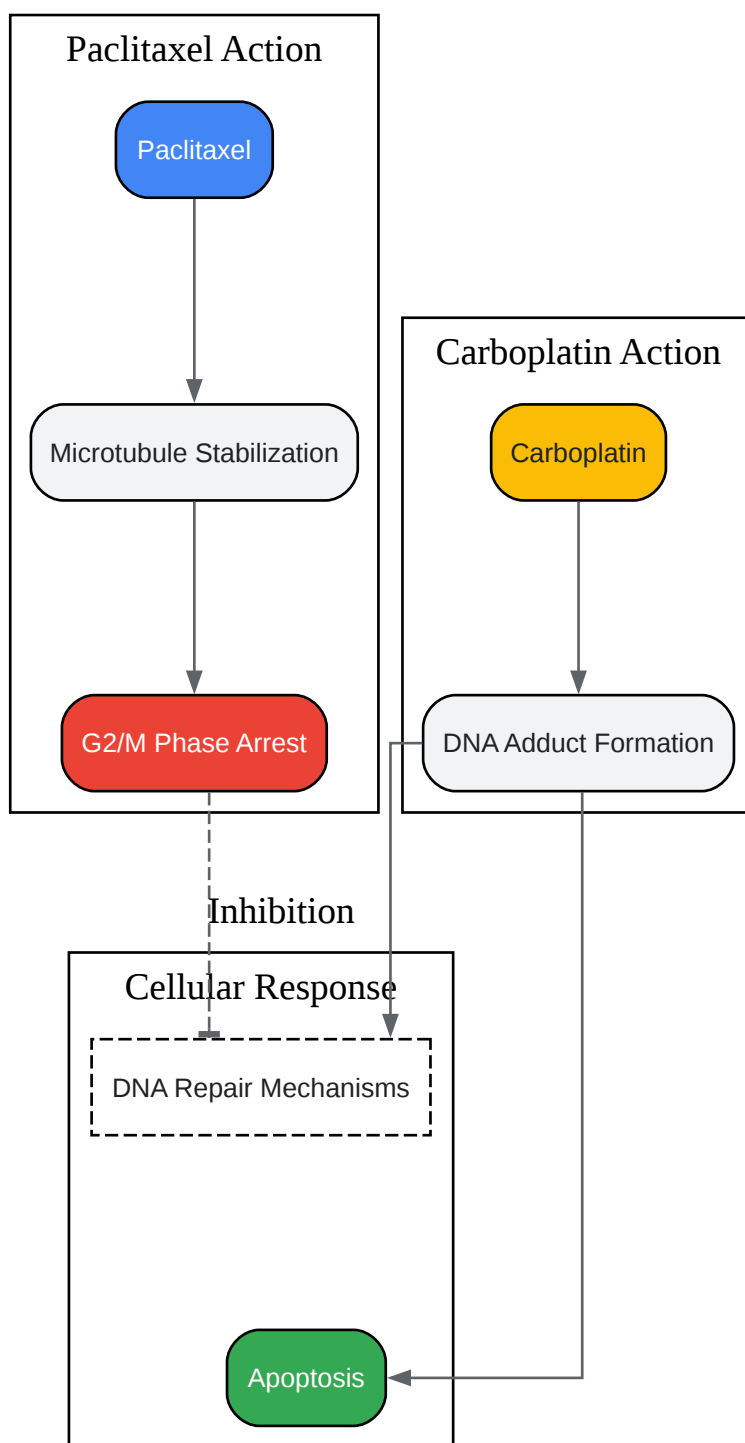 Paclitaxel Action
Paclitaxel
Microtubule Stabilization
G2/M Phase Arrest
Carboplatin Action
Carboplatin
DNA Adduct Formation
Inhibition
Cellular Response
DNA Repair Mechanisms
Apoptosis